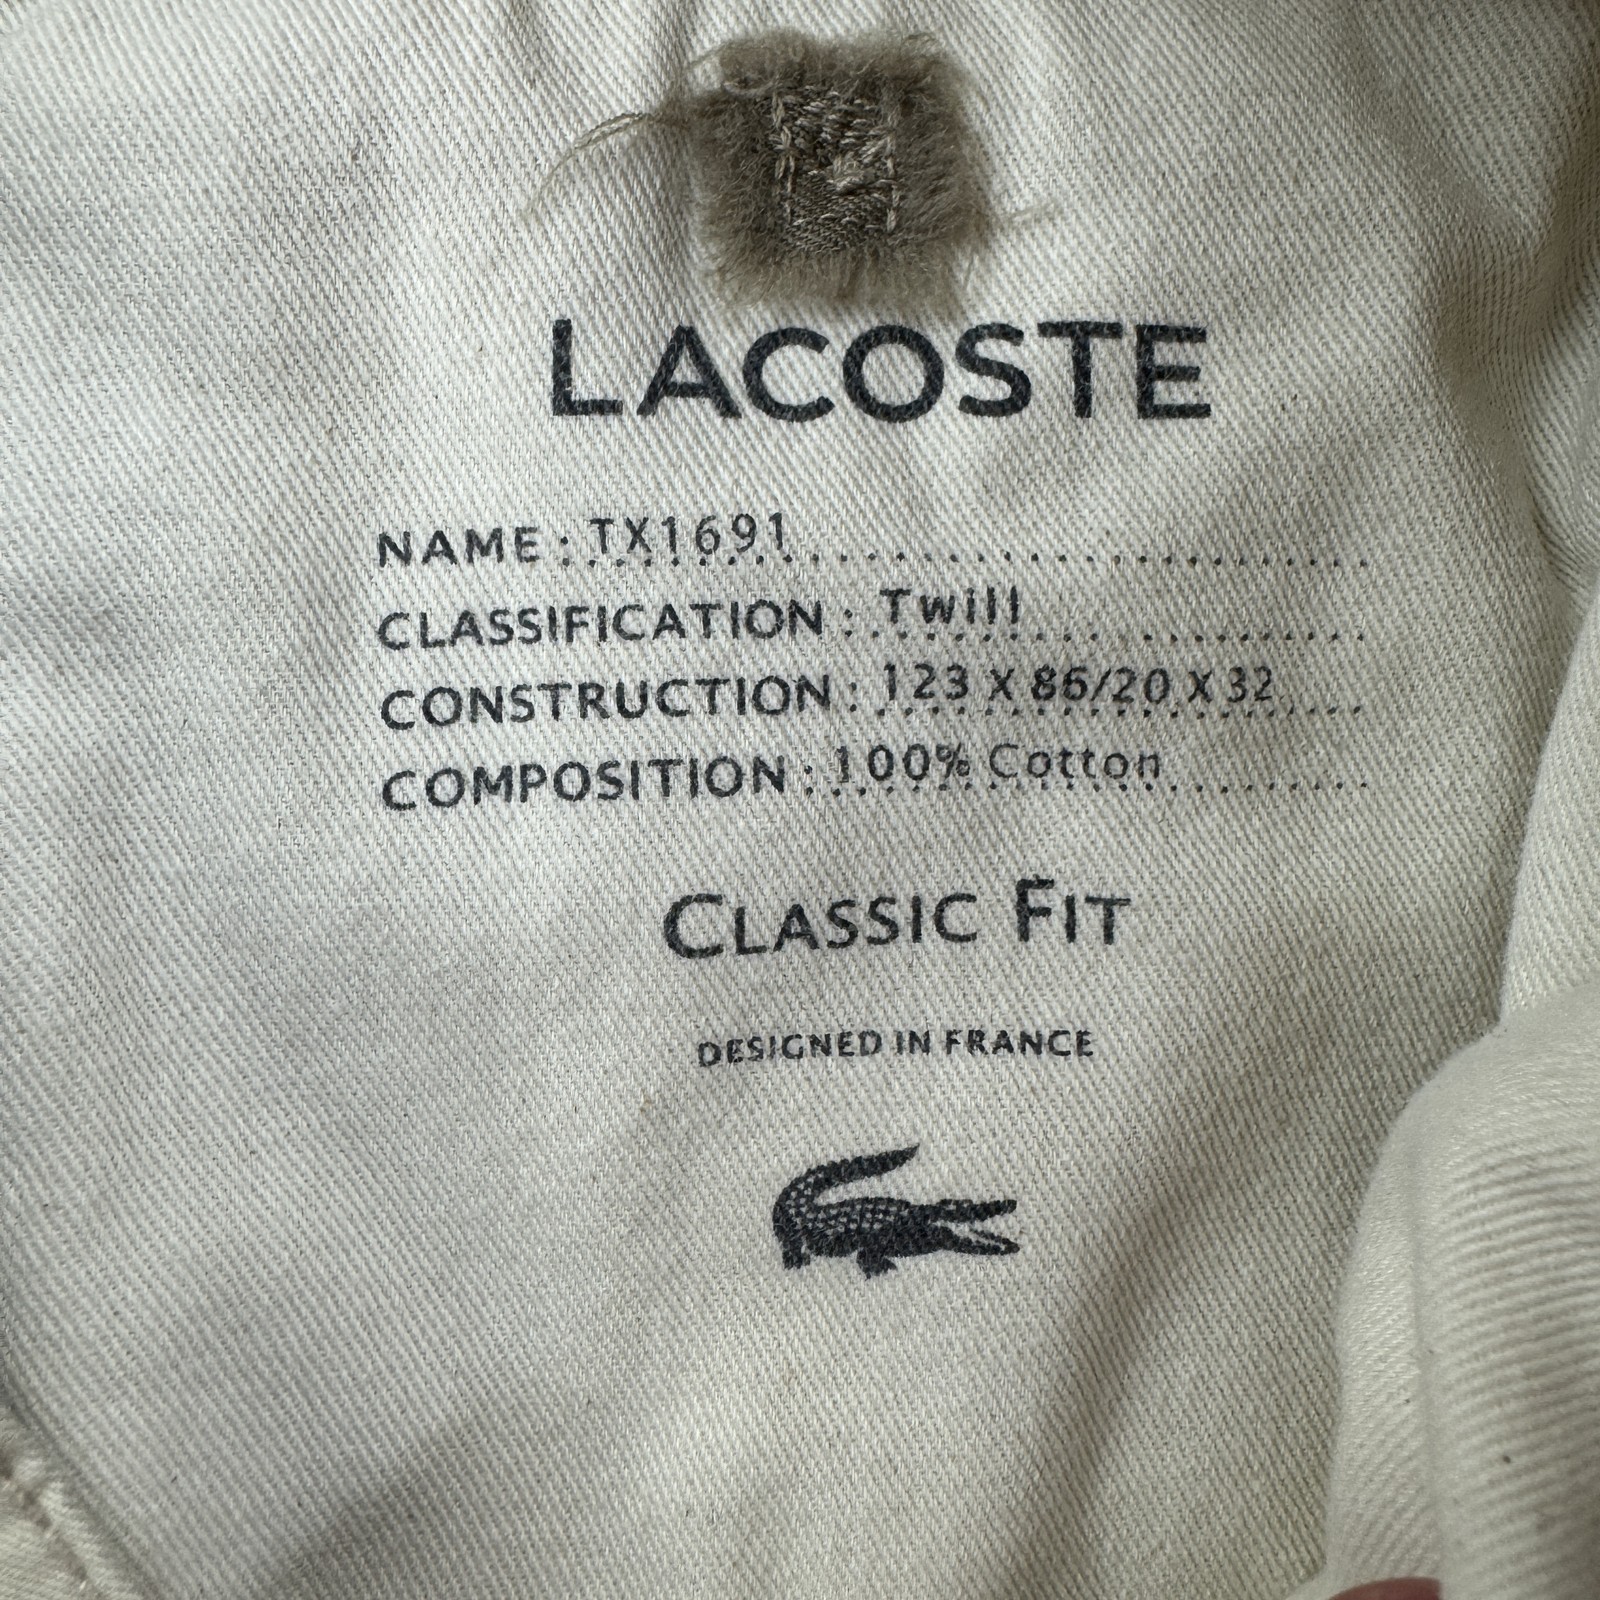 LACOSTE
NAME : TX1691
CLASSIFICATION : Twill
CONSTRUCTION : 123 X 86/20 X 32
COMPOSITION : 100% Cotton
CLASSIC FIT
DESIGNED IN FRANCE